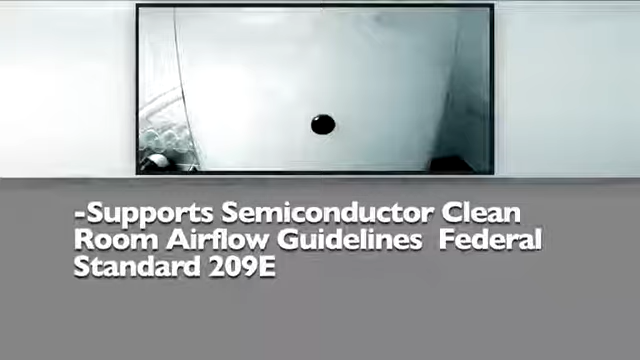 -Supports Semiconductor Clean
Room Airflow Guidelines Federal
Standard 209E